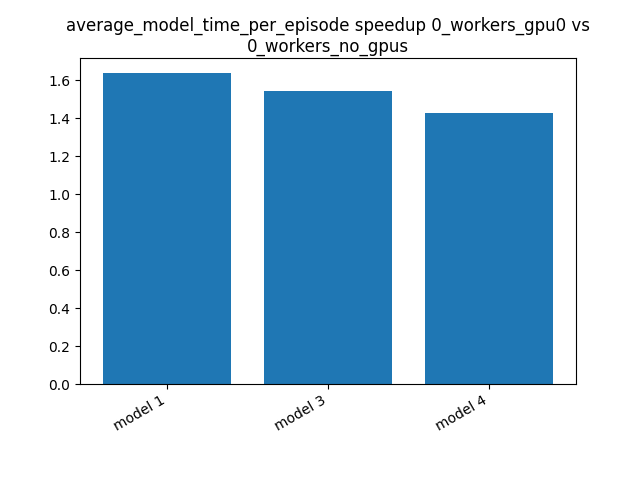 average_model_time_per_episode speedup 0_workers_gpu0 vs
0_workers_no_gpus
1.6
1.4
1.2
1.0
0.8
0.6
0.4
0.2
0.0
model 1
model 3
model 4